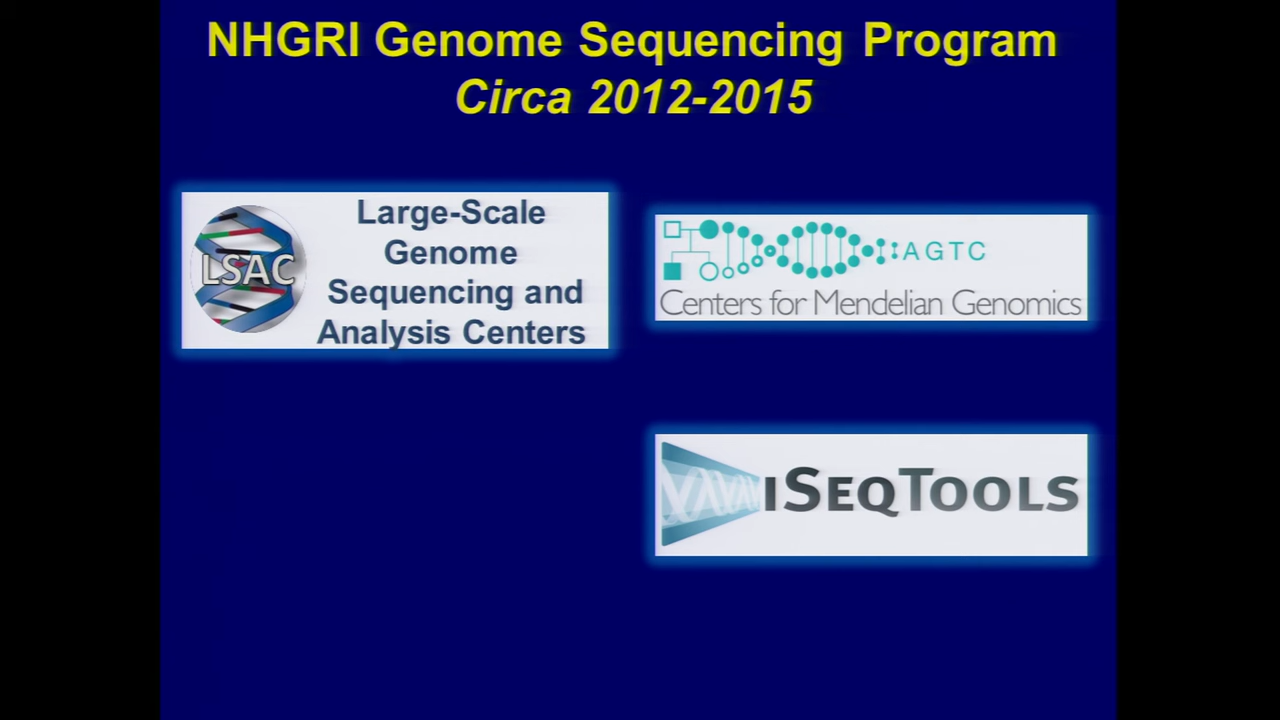 NHGRI Genome Sequencing Program
Circa 2012-2015
LSAC
Large-Scale
Genome
Sequencing and
Analysis Centers
AGTC
Centers for Mendelian Genomics
iSeqTools